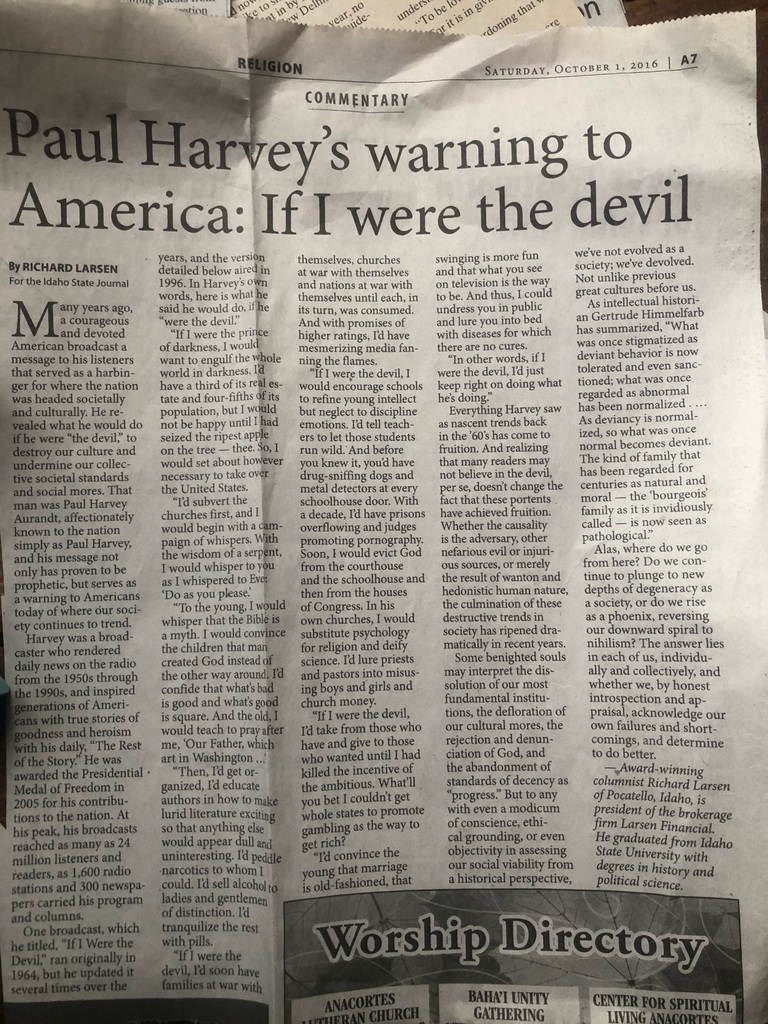 RELIGION
SATURDAY, OCTOBER 1, 2016 | A7
COMMENTARY
Paul Harvey's warning to
America: If I were the devil
By RICHARD LARSEN
For the Idaho State Journal
Many years ago,
a courageous
and devoted
American broadcast a
message to his listeners
that served as a harbin-
ger for where the nation
was headed societally
and culturally. He re-
vealed what he would do
if he were "the devil," to
destroy our culture and
undermine our collec-
tive societal standards
and social mores. That
man was Paul Harvey
Aurandt, affectionately
known to the nation
simply as Paul Harvey,
and his message not
only has proven to be
prophetic, but serves as
a warning to Americans
today of where our soci-
ety continues to trend.
Harvey was a broad-
caster who rendered
daily news on the radio
from the 1950s through
the 1990s, and inspired
generations of Ameri-
cans with true stories of
goodness and heroism
with his daily, "The Rest
of the Story." He was
awarded the Presidential
Medal of Freedom in
2005 for his contribu-
tions to the nation. At
his peak, his broadcasts
reached as many as 24
million listeners and
readers, as 1,600 radio
stations and 300 newspa-
pers carried his program
and columns.
One broadcast, which
he titled, "If I Were the
Devil," ran originally in
1964, but he updated it
several times over the
years, and the version
detailed below aired in
1996. In Harvey's own
words, here is what he
said he would do, if he
"were the devil."
"If I were the prince
of darkness, I would
want to engulf the whole
world in darkness. I'd
have a third of its real es-
tate and four-fifths of its
population, but I would
not be happy until I had
seized the ripest apple
on the tree — thee. So, I
would set about however
necessary to take over
the United States.
"I'd subvert the
churches first, and I
would begin with a cam-
paign of whispers. With
the wisdom of a serpent,
I would whisper to you
as I whispered to Eve:
'Do as you please.'
"To the young, I would
whisper that the Bible is
a myth. I would convince
the children that man
created God instead of
the other way around. I'd
confide that what's bad
is good and what's good
is square. And the old, I
would teach to pray after
me, 'Our Father, which
art in Washington ...'
"Then, I'd get or-
ganized, I'd educate
authors in how to make
lurid literature exciting
so that anything else
would appear dull and
uninteresting. I'd peddle
narcotics to whom I
could. I'd sell alcohol to
ladies and gentlemen
of distinction. I'd
tranquilize the rest
with pills.
"If I were the
devil, I'd soon have
families at war with
themselves, churches
at war with themselves
and nations at war with
themselves until each, in
its turn, was consumed.
And with promises of
higher ratings, I'd have
mesmerizing media fan-
ning the flames.
"If I were the devil, I
would encourage schools
to refine young intellect
but neglect to discipline
emotions. I'd tell teach-
ers to let those students
run wild. And before
you knew it, you'd have
drug-sniffing dogs and
metal detectors at every
schoolhouse door. With
a decade, I'd have prisons
overflowing and judges
promoting pornography.
Soon, I would evict God
from the courthouse
and the schoolhouse and
then from the houses
of Congress. In his
own churches, I would
substitute psychology
for religion and deify
science. I'd lure priests
and pastors into misus-
ing boys and girls and
church money.
"If I were the devil,
I'd take from those who
have and give to those
who wanted until I had
killed the incentive of
the ambitious. What'll
you bet I couldn't get
whole states to promote
gambling as the way to
get rich?
"I'd convince the
young that marriage
is old-fashioned, that
swinging is more fun
and that what you see
on television is the way
to be. And thus, I could
undress you in public
and lure you into bed
with diseases for which
there are no cures.
"In other words, if I
were the devil, I'd just
keep right on doing what
he's doing."
Everything Harvey saw
as nascent trends back
in the '60's has come to
fruition. And realizing
that many readers may
not believe in the devil,
per se, doesn't change the
fact that these portents
have achieved fruition.
Whether the causality
is the adversary, other
nefarious evil or injuri-
ous sources, or merely
the result of wanton and
hedonistic human nature,
the culmination of these
destructive trends in
society has ripened dra-
matically in recent years.
Some benighted souls
may interpret the dis-
solution of our most
fundamental institu-
tions, the defloration of
our cultural mores, the
rejection and denun-
ciation of God, and
the abandonment of
standards of decency as
"progress." But to any
with even a modicum
of conscience, ethi-
cal grounding, or even
objectivity in assessing
our social viability from
a historical perspective,
we've not evolved as a
society; we've devolved.
Not unlike previous
great cultures before us.
As intellectual histori-
an Gertrude Himmelfarb
has summarized, "What
was once stigmatized as
deviant behavior is now
tolerated and even sanc-
tioned; what was once
regarded as abnormal
has been normalized . . . .
As deviancy is normal-
ized, so what was once
normal becomes deviant.
The kind of family that
has been regarded for
centuries as natural and
moral — the 'bourgeois'
family as it is invidiously
called — is now seen as
pathological."
Alas, where do we go
from here? Do we con-
tinue to plunge to new
depths of degeneracy as
a society, or do we rise
as a phoenix, reversing
our downward spiral to
nihilism? The answer lies
in each of us, individu-
ally and collectively, and
whether we, by honest
introspection and ap-
praisal, acknowledge our
own failures and short-
comings, and determine
to do better.
— Award-winning
columnist Richard Larsen
of Pocatello, Idaho, is
president of the brokerage
firm Larsen Financial.
He graduated from Idaho
State University with
degrees in history and
political science.
Worship Directory
ANACORTES
LUTHERAN CHURCH
BAHA'I UNITY
GATHERING
CENTER FOR SPIRITUAL
LIVING ANACORTES